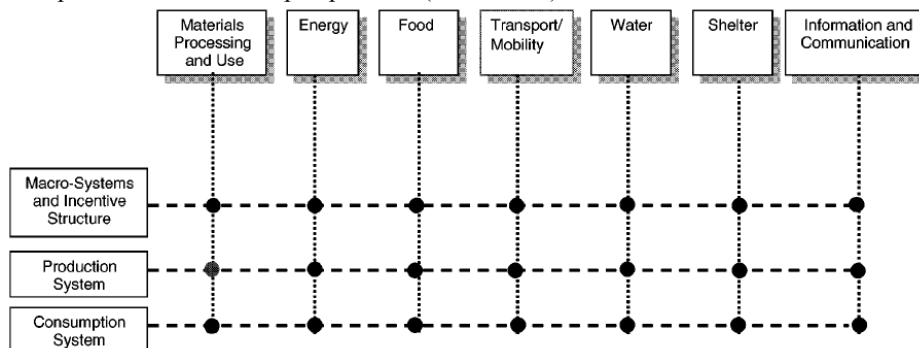 Materials
Processing
and Use
Energy
Food
Transport/
Mobility
Water
Shelter
Information and
Communication
Macro-Systems
and Incentive
Structure
Production
System
Consumption
System